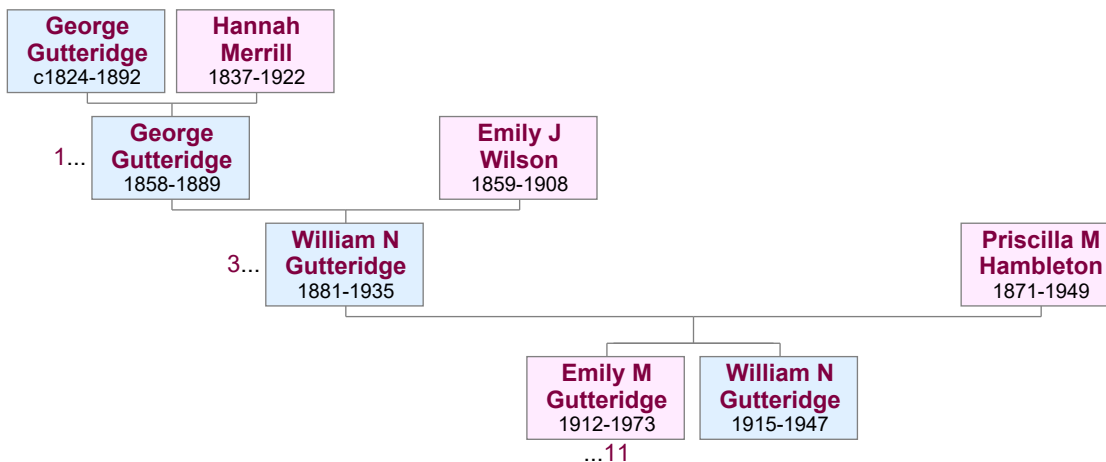 George
Gutteridge
c1824-1892
Hannah
Merrill
1837-1922
1...
George
Gutteridge
1858-1889
Emily J
Wilson
1859-1908
3...
William N
Gutteridge
1881-1935
Priscilla M
Hambleton
1871-1949
Emily M
Gutteridge
1912-1973
William N
Gutteridge
1915-1947
...11